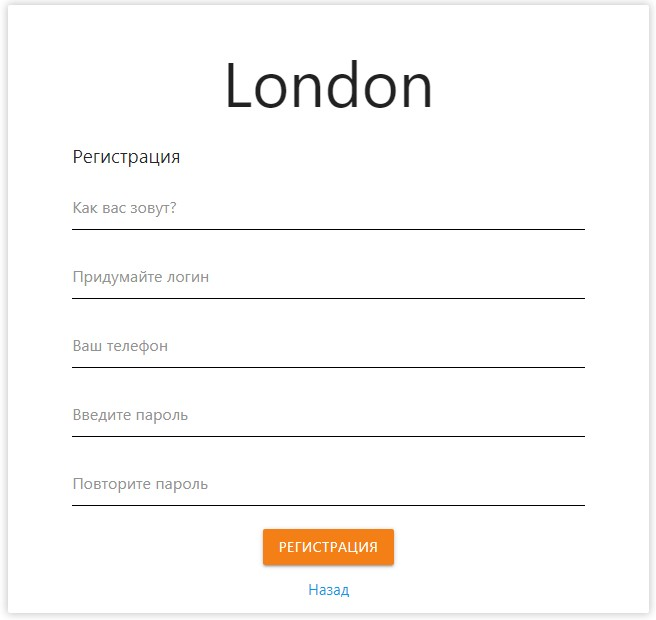 London
Регистрация
Как вас зовут?
Придумайте логин
Ваш телефон
Введите пароль
Повторите пароль
РЕГИСТРАЦИЯ
Назад